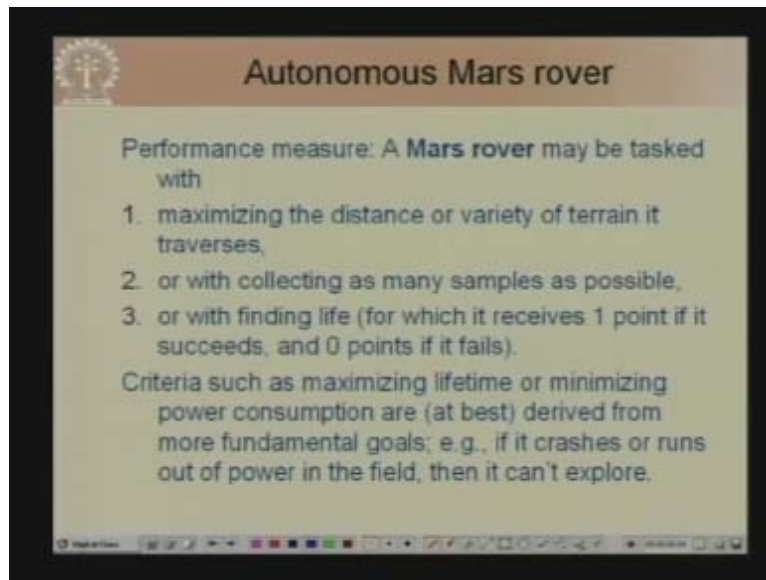 Autonomous Mars rover
Performance measure: A Mars rover may be tasked
with
1. maximizing the distance or variety of terrain it
traverses,
2. or with collecting as many samples as possible,
3. or with finding life (for which it receives 1 point if it
succeeds, and 0 points if it fails).
Criteria such as maximizing lifetime or minimizing
power consumption are (at best) derived from
more fundamental goals; e.g., if it crashes or runs
out of power in the field, then it can't explore.